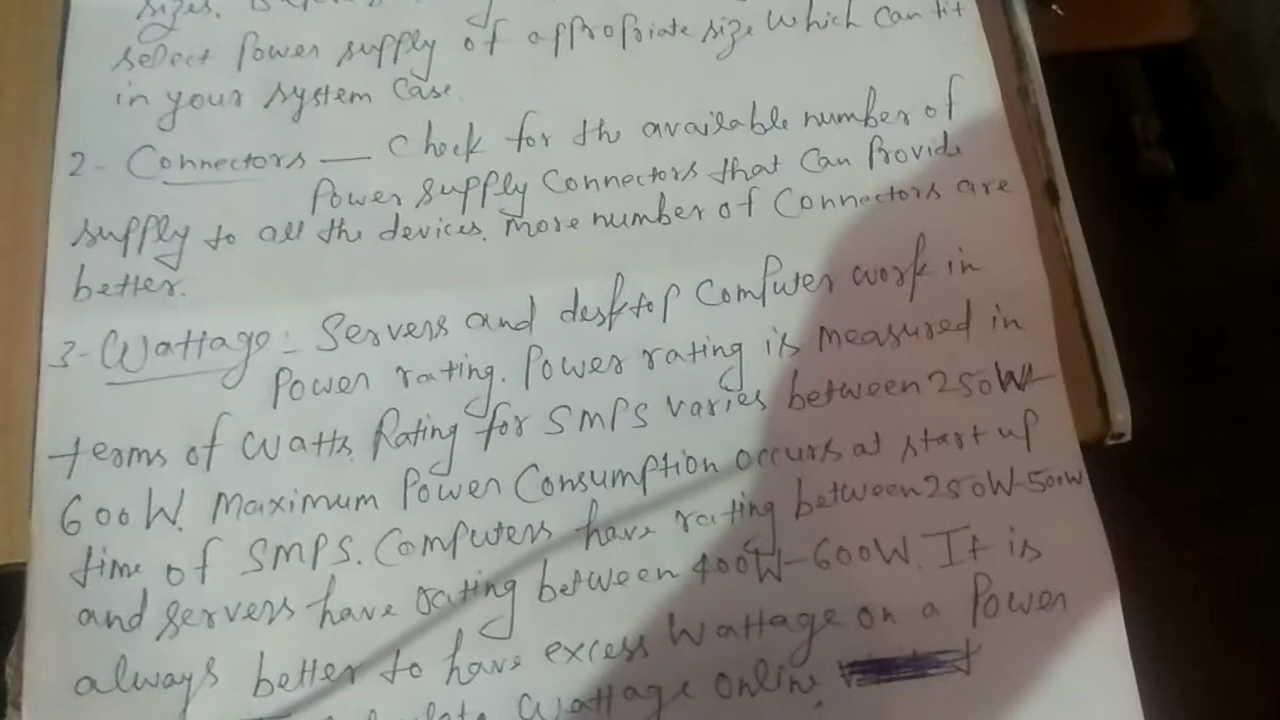 sizes.
select Power supply of appropriate size which can fit
in your system Case.
2- Connectors — Check for the available number of
Power supply Connectors that Can Provide
supply to all the devices. More number of Connectors are
better.
3- Wattage:- Servers and desktop Computer work in
Power rating. Power rating is measured in
terms of Watts. Rating for SMPS varies between 250W-
600W. Maximum Power Consumption occurs at start up
time of SMPS. Computers have rating between 250W-500W
and servers have rating between 400W-600W. It is
always better to have excess Wattage on a Power
Wattage online